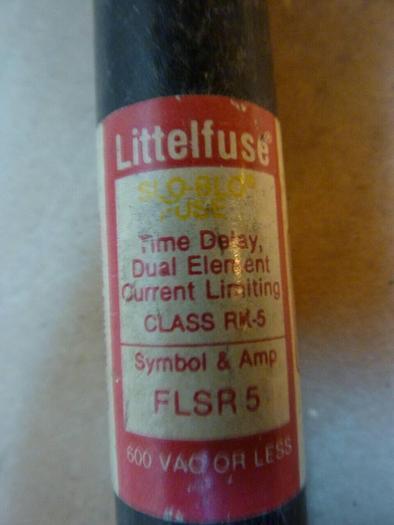 Littelfuse®
SLO-BLO®
FUSE
Time Delay,
Dual Element
Current Limiting
CLASS RK-5
Symbol & Amp
FLSR 5
600 VAC OR LESS